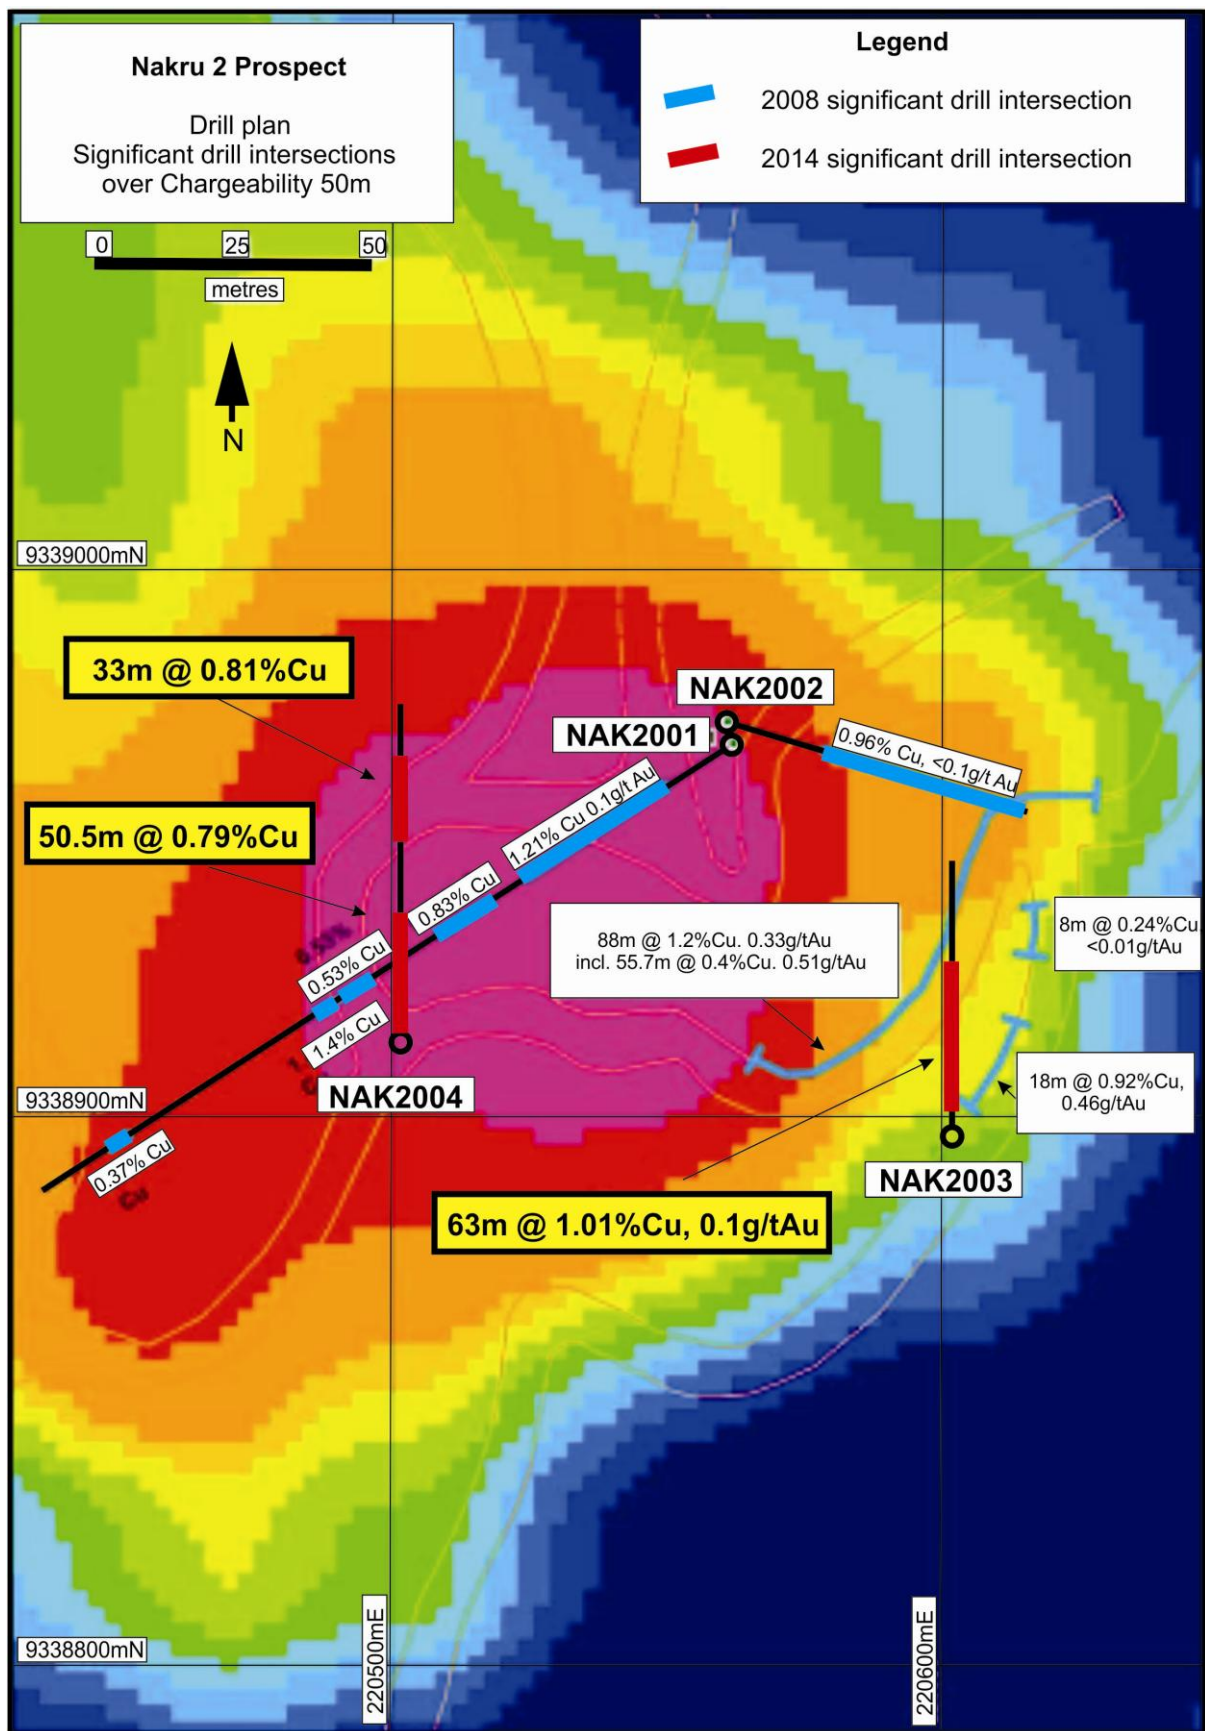 Nakru 2 Prospect
Drill plan
Significant drill intersections
over Chargeability 50m
Legend
2008 significant drill intersection
2014 significant drill intersection
0
25
50
metres
N
9339000mN
33m @ 0.81%Cu
NAK2002
NAK2001
0.96% Cu, <0.1g/t Au
50.5m @ 0.79%Cu
1.21% Cu 0.1g/t Au
0.83% Cu
88m @ 1.2%Cu. 0.33g/tAu
incl. 55.7m @ 0.4%Cu. 0.51g/tAu
8m @ 0.24%Cu,
<0.01g/tAu
0.53% Cu
0.53%
1.4% Cu
NAK2004
18m @ 0.92%Cu,
0.46g/tAu
9338900mN
0.37% Cu
Cu
NAK2003
63m @ 1.01%Cu, 0.1g/tAu
9338800mN
220500mE
220600mE